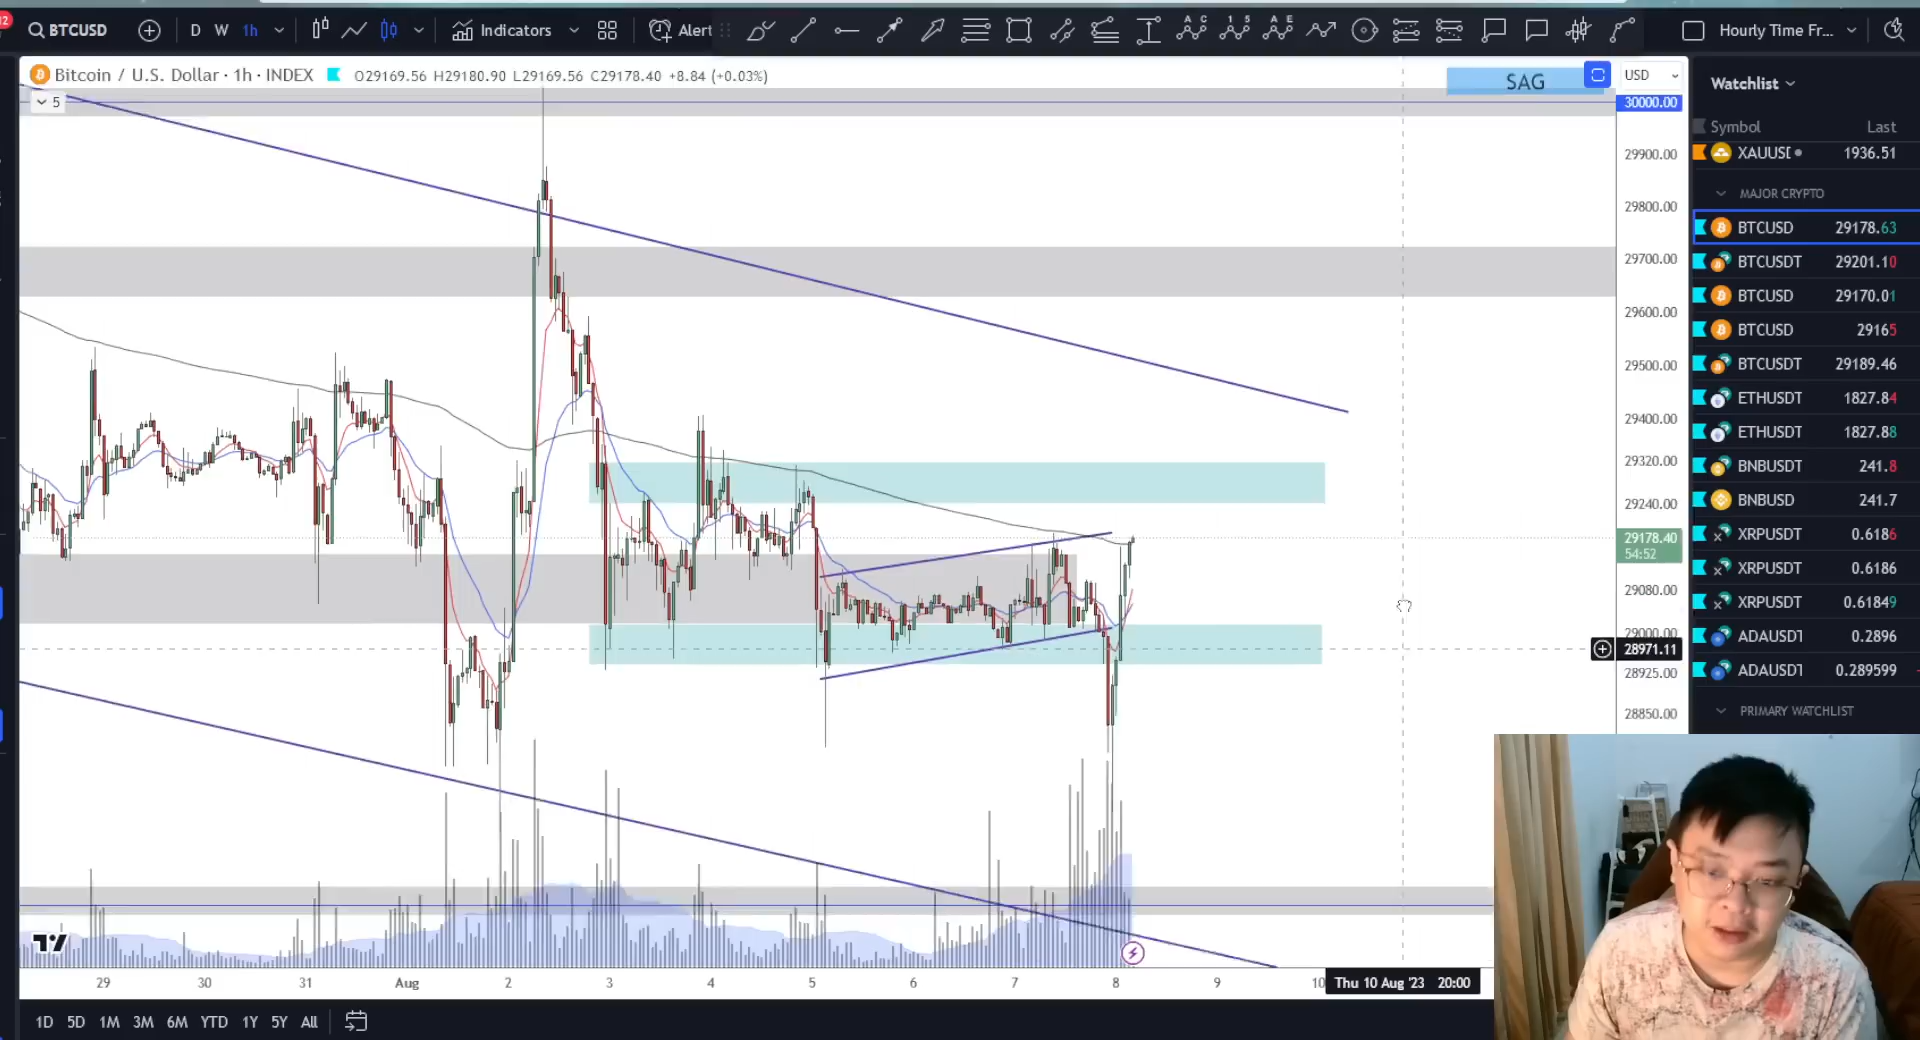 12
BTCUSD
D W 1h
Indicators
Alert
A C
1 5
A E
Hourly Time Fr...
Bitcoin / U.S. Dollar · 1h · INDEX O29169.56 H29180.90 L29169.56 C29178.40 +8.84 (+0.03%)
5
SAG
USD
30000.00
29900.00
29800.00
29700.00
29600.00
29500.00
29400.00
29320.00
29240.00
29178.40
54:52
29080.00
29000.00
28971.11
28925.00
28850.00
29 30 31 Aug 2 3 4 5 6 7 8 9 10 Thu 10 Aug '23 20:00
1D 5D 1M 3M 6M YTD 1Y 5Y All
Watchlist
Symbol Last
XAUUSD 1936.51
MAJOR CRYPTO
BTCUSD 29178.63
BTCUSDT 29201.10
BTCUSD 29170.01
BTCUSD 29165
BTCUSDT 29189.46
ETHUSDT 1827.84
ETHUSDT 1827.88
BNBUSDT 241.8
BNBUSD 241.7
XRPUSDT 0.6186
XRPUSDT 0.6186
XRPUSDT 0.61849
ADAUSDT 0.2896
ADAUSDT 0.289599
PRIMARY WATCHLIST